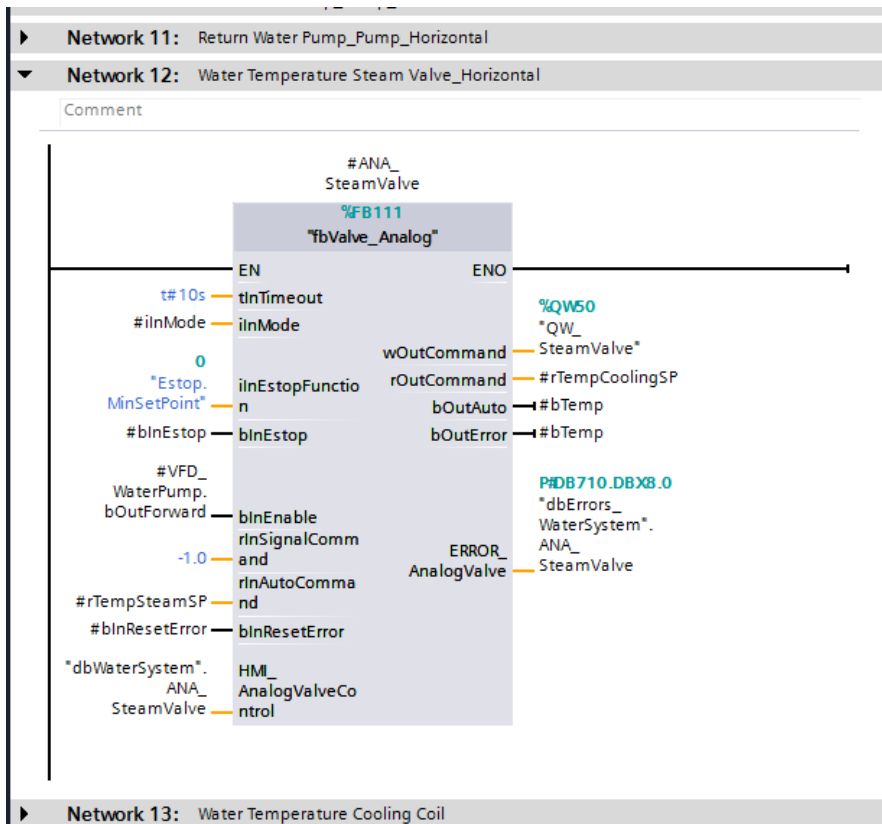 Network 11: Return Water Pump_Pump_Horizontal
Network 12: Water Temperature Steam Valve_Horizontal
Comment
#ANA_
SteamValve
%FB111
"fbValve_Analog"
EN ENO
t#10s tInTimeout
#iInMode iInMode
%QW50
"QW_
SteamValve"
wOutCommand
0
"Estop.
MinSetPoint"
iInEstopFunctio
n
rOutCommand #rTempCoolingSP
bOutAuto #bTemp
#bInEstop bInEstop bOutError #bTemp
#VFD_
WaterPump.
bOutForward bInEnable
P#DB710.DBX8.0
"dbErrors_
WaterSystem".
ANA_
SteamValve
ERROR_
AnalogValve
-1.0 rInSignalComm
and
#rTempSteamSP rInAutoComma
nd
#bInResetError bInResetError
"dbWaterSystem".
ANA_
SteamValve
HMI_
AnalogValveCo
ntrol
Network 13: Water Temperature Cooling Coil